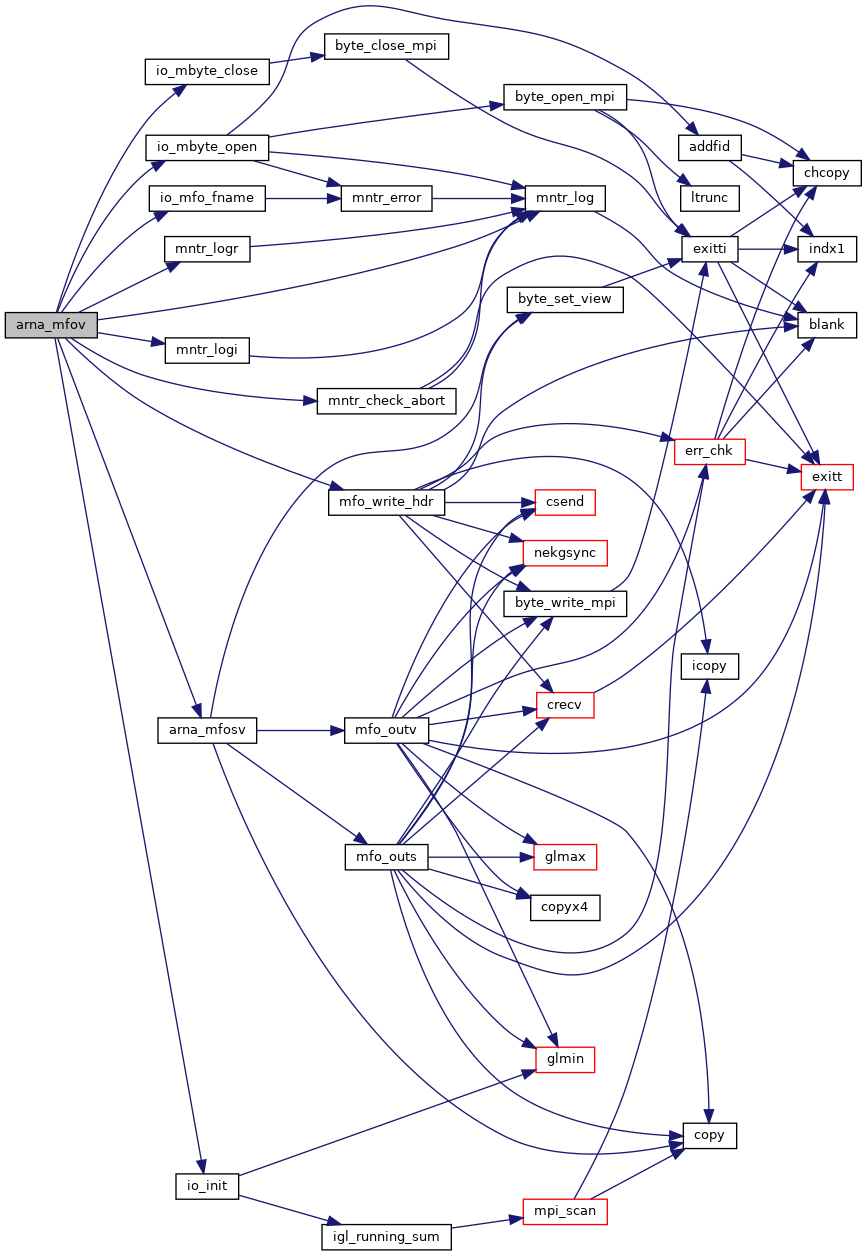 byte_close_mpi
io_mbyte_close
byte_open_mpi
io_mbyte_open
addfid
chcopy
io_mfo_fname
mntr_error
mntr_log
ltrunc
mntr_logr
exitti
indx1
byte_set_view
arna_mfov
blank
mntr_logi
mntr_check_abort
err_chk
exitt
mfo_write_hdr
csend
nekgsync
byte_write_mpi
icopy
crecv
arna_mfosv
mfo_outv
mfo_outs
glmax
copyx4
glmin
copy
io_init
mpi_scan
igl_running_sum